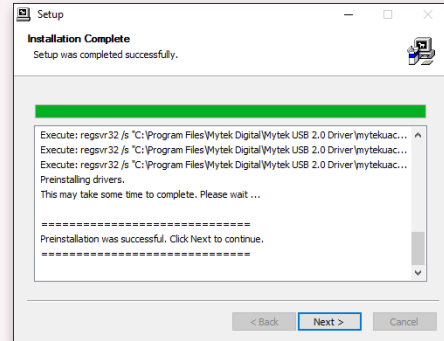 Setup
Installation Complete
Setup was completed successfully.
Execute: regsvr32 /s "C:\Program Files\Mytek Digital\Mytek USB 2.0 Driver\mytekuac...
Execute: regsvr32 /s "C:\Program Files\Mytek Digital\Mytek USB 2.0 Driver\mytekuac...
Execute: regsvr32 /s "C:\Program Files\Mytek Digital\Mytek USB 2.0 Driver\mytekuac...
Preinstalling drivers.
This may take some time to complete. Please wait ...
==============================
Preinstallation was successful. Click Next to continue.
==============================
< Back
Next >
Cancel